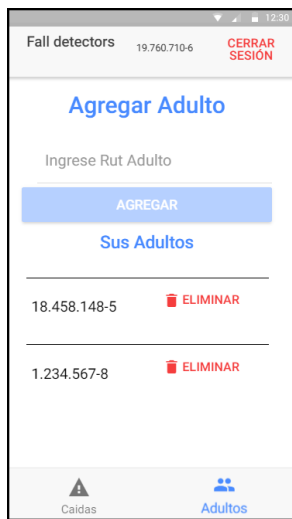 12:30
Fall detectors 19.760.710-6 CERRAR
SESIÓN
Agregar Adulto
Ingrese Rut Adulto
AGREGAR
Sus Adultos
18.458.148-5 ELIMINAR
1.234.567-8 ELIMINAR
Caidas Adultos